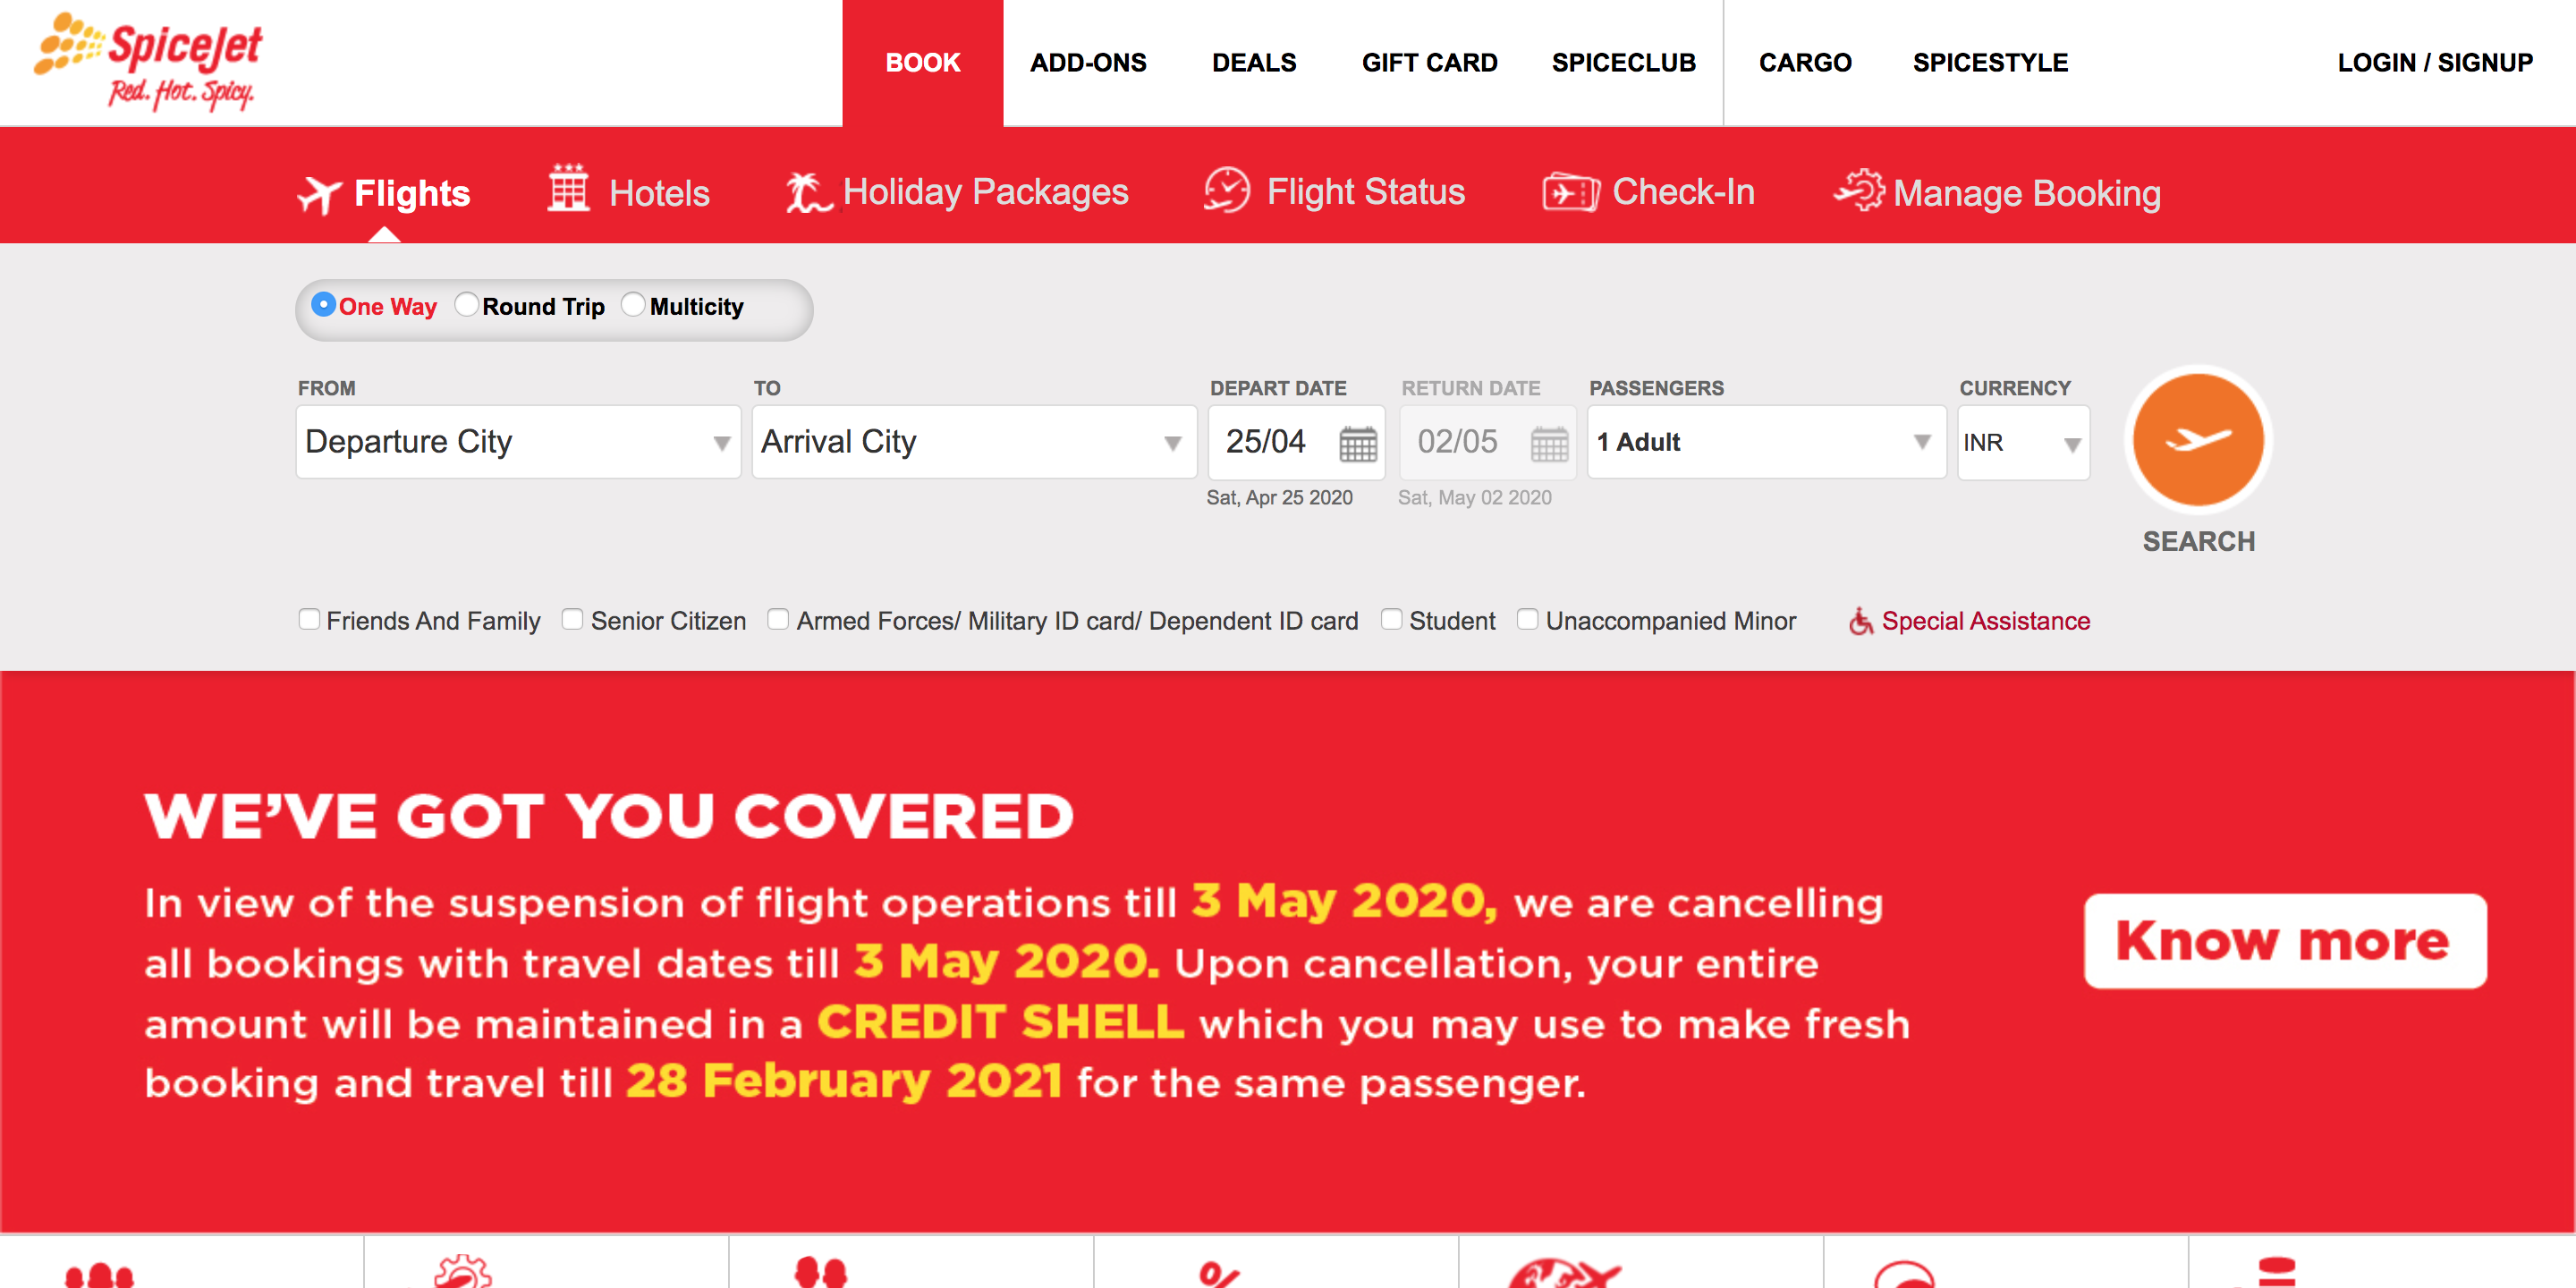 SpiceJet
Red. Hot. Spicy.
BOOK ADD-ONS DEALS GIFT CARD SPICECLUB CARGO SPICESTYLE LOGIN / SIGNUP
Flights Hotels Holiday Packages Flight Status Check-In Manage Booking
One Way Round Trip Multicity
FROM TO DEPART DATE RETURN DATE PASSENGERS CURRENCY
Departure City Arrival City 25/04 02/05 1 Adult INR
Sat, Apr 25 2020 Sat, May 02 2020
SEARCH
Friends And Family Senior Citizen Armed Forces/ Military ID card/ Dependent ID card Student Unaccompanied Minor Special Assistance
WE'VE GOT YOU COVERED
In view of the suspension of flight operations till 3 May 2020, we are cancelling
all bookings with travel dates till 3 May 2020. Upon cancellation, your entire
amount will be maintained in a CREDIT SHELL which you may use to make fresh
booking and travel till 28 February 2021 for the same passenger.
Know more
%